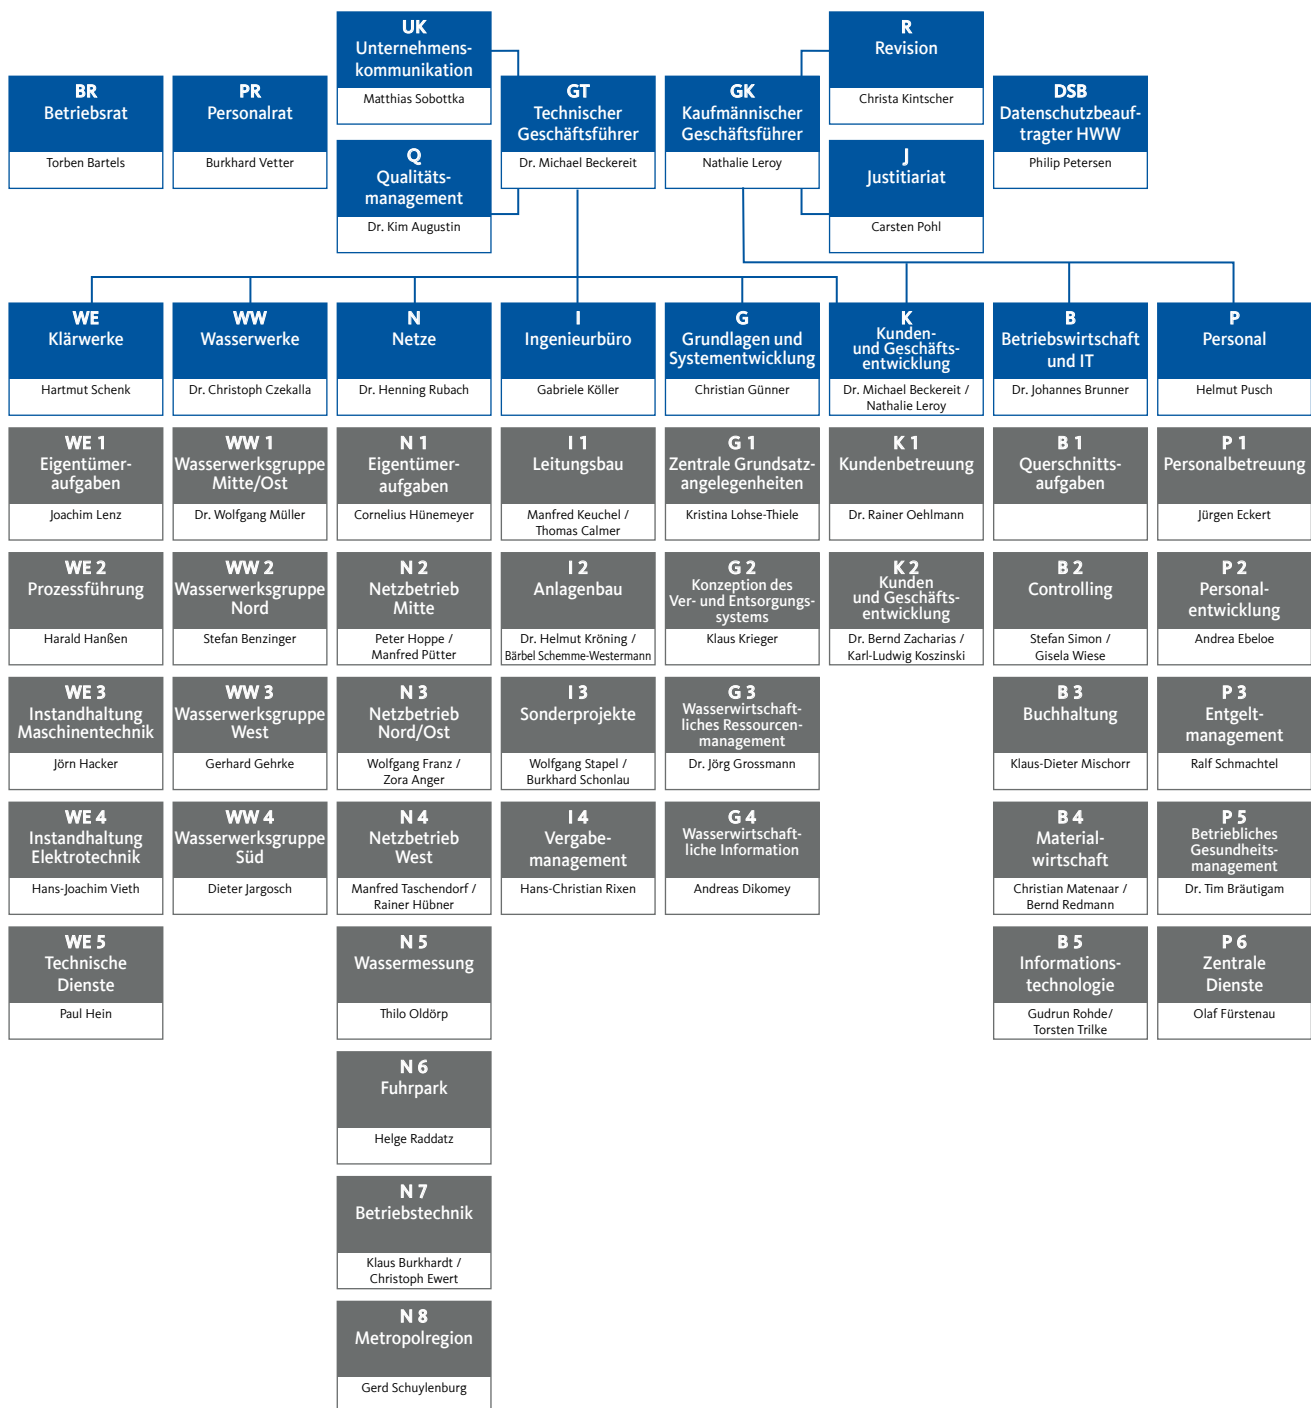 UK
Unternehmens-
kommunikation
Matthias Sobottka
R
Revision
Christa Kintscher
BR
Betriebsrat
Torben Bartels
PR
Personalrat
Burkhard Vetter
GT
Technischer
Geschäftsführer
Dr. Michael Beckereit
GK
Kaufmännischer
Geschäftsführer
Nathalie Leroy
DSB
Datenschutzbeauf-
tragter HWW
Philip Petersen
Q
Qualitäts-
management
Dr. Kim Augustin
J
Justitiariat
Carsten Pohl
WE
Klärwerke
Hartmut Schenk
WW
Wasserwerke
Dr. Christoph Czekalla
N
Netze
Dr. Henning Rubach
I
Ingenieurbüro
Gabriele Köller
G
Grundlagen und
Systementwicklung
Christian Günner
K
Kunden-
und Geschäfts-
entwicklung
Dr. Michael Beckereit /
Nathalie Leroy
B
Betriebswirtschaft
und IT
Dr. Johannes Brunner
P
Personal
Helmut Pusch
WE 1
Eigentümer-
aufgaben
Joachim Lenz
WW 1
Wasserwerksgruppe
Mitte/Ost
Dr. Wolfgang Müller
N 1
Eigentümer-
aufgaben
Cornelius Hünemeyer
I 1
Leitungsbau
Manfred Keuchel /
Thomas Calmer
G 1
Zentrale Grundsatz-
angelegenheiten
Kristina Lohse-Thiele
K 1
Kundenbetreuung
Dr. Rainer Oehlmann
B 1
Querschnitts-
aufgaben
P 1
Personalbetreuung
Jürgen Eckert
WE 2
Prozessführung
Harald Hanßen
WW 2
Wasserwerksgruppe
Nord
Stefan Benzinger
N 2
Netzbetrieb
Mitte
Peter Hoppe /
Manfred Pütter
I 2
Anlagenbau
Dr. Helmut Kröning /
Bärbel Schemme-Westermann
G 2
Konzeption des
Ver- und Entsorgungs-
systems
Klaus Krieger
K 2
Kunden
und Geschäfts-
entwicklung
Dr. Bernd Zacharias /
Karl-Ludwig Koszinski
B 2
Controlling
Stefan Simon /
Gisela Wiese
P 2
Personal-
entwicklung
Andrea Ebeloe
WE 3
Instandhaltung
Maschinentechnik
Jörn Hacker
WW 3
Wasserwerksgruppe
West
Gerhard Gehrke
N 3
Netzbetrieb
Nord/Ost
Wolfgang Franz /
Zora Anger
I 3
Sonderprojekte
Wolfgang Stapel /
Burkhard Schonlau
G 3
Wasserwirtschaft-
liches Ressourcen-
management
Dr. Jörg Grossmann
B 3
Buchhaltung
Klaus-Dieter Mischorr
P 3
Entgelt-
management
Ralf Schmachtel
WE 4
Instandhaltung
Elektrotechnik
Hans-Joachim Vieth
WW 4
Wasserwerksgruppe
Süd
Dieter Jargosch
N 4
Netzbetrieb
West
Manfred Taschendorf /
Rainer Hübner
I 4
Vergabe-
management
Hans-Christian Rixen
G 4
Wasserwirtschaft-
liche Information
Andreas Dikomey
B 4
Material-
wirtschaft
Christian Matenaar /
Bernd Redmann
P 5
Betriebliches
Gesundheits-
management
Dr. Tim Bräutigam
WE 5
Technische
Dienste
Paul Hein
N 5
Wassermessung
Thilo Oldörp
B 5
Informations-
technologie
Gudrun Rohde/
Torsten Trilke
P 6
Zentrale
Dienste
Olaf Fürstenau
N 6
Fuhrpark
Helge Raddatz
N 7
Betriebstechnik
Klaus Burkhardt /
Christoph Ewert
N 8
Metropolregion
Gerd Schuylenburg